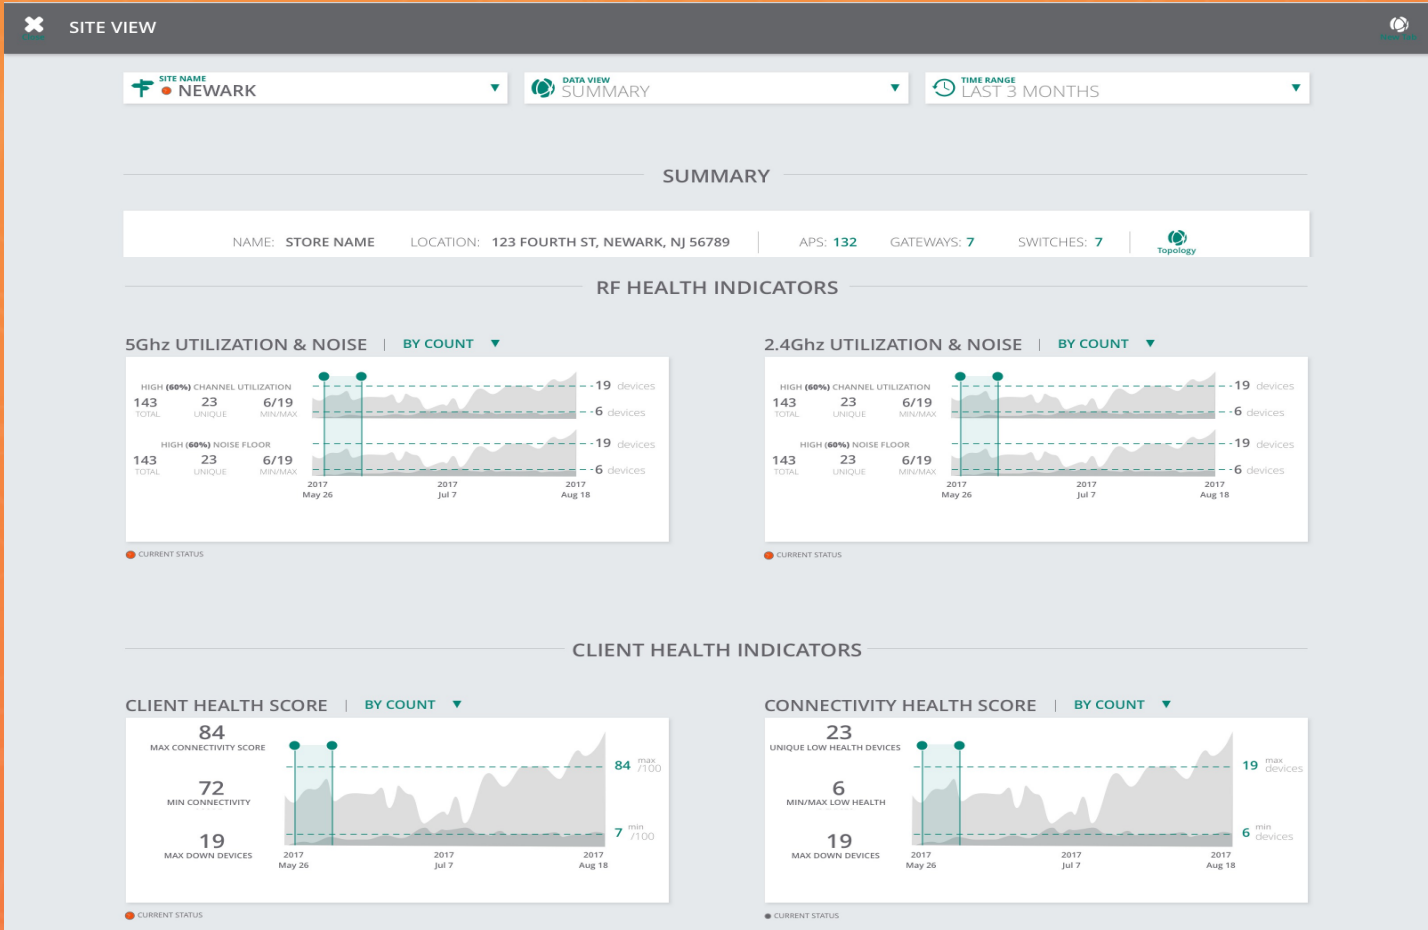 SITE VIEW
SITE NAME
NEWARK
DATA VIEW
SUMMARY
TIME RANGE
LAST 3 MONTHS
SUMMARY
NAME: STORE NAME LOCATION: 123 FOURTH ST, NEWARK, NJ 56789 APS: 132 GATEWAYS: 7 SWITCHES: 7 Topology
RF HEALTH INDICATORS
5Ghz UTILIZATION & NOISE | BY COUNT
HIGH (60%) CHANNEL UTILIZATION
143 23 6/19
TOTAL UNIQUE MIN/MAX
19 devices
6 devices
HIGH (60%) NOISE FLOOR
143 23 6/19
TOTAL UNIQUE MIN/MAX
19 devices
6 devices
2017 2017 2017
May 26 Jul 7 Aug 18
CURRENT STATUS
2.4Ghz UTILIZATION & NOISE | BY COUNT
HIGH (60%) CHANNEL UTILIZATION
143 23 6/19
TOTAL UNIQUE MIN/MAX
19 devices
6 devices
HIGH (60%) NOISE FLOOR
143 23 6/19
TOTAL UNIQUE MIN/MAX
19 devices
6 devices
2017 2017 2017
May 26 Jul 7 Aug 18
CURRENT STATUS
CLIENT HEALTH INDICATORS
CLIENT HEALTH SCORE | BY COUNT
84
MAX CONNECTIVITY SCORE
72
MIN CONNECTIVITY
19
MAX DOWN DEVICES
84 max /100
7 min /100
2017 2017 2017
May 26 Jul 7 Aug 18
CURRENT STATUS
CONNECTIVITY HEALTH SCORE | BY COUNT
23
UNIQUE LOW HEALTH DEVICES
6
MIN/MAX LOW HEALTH
19
MAX DOWN DEVICES
19 max devices
6 min devices
2017 2017 2017
May 26 Jul 7 Aug 18
CURRENT STATUS